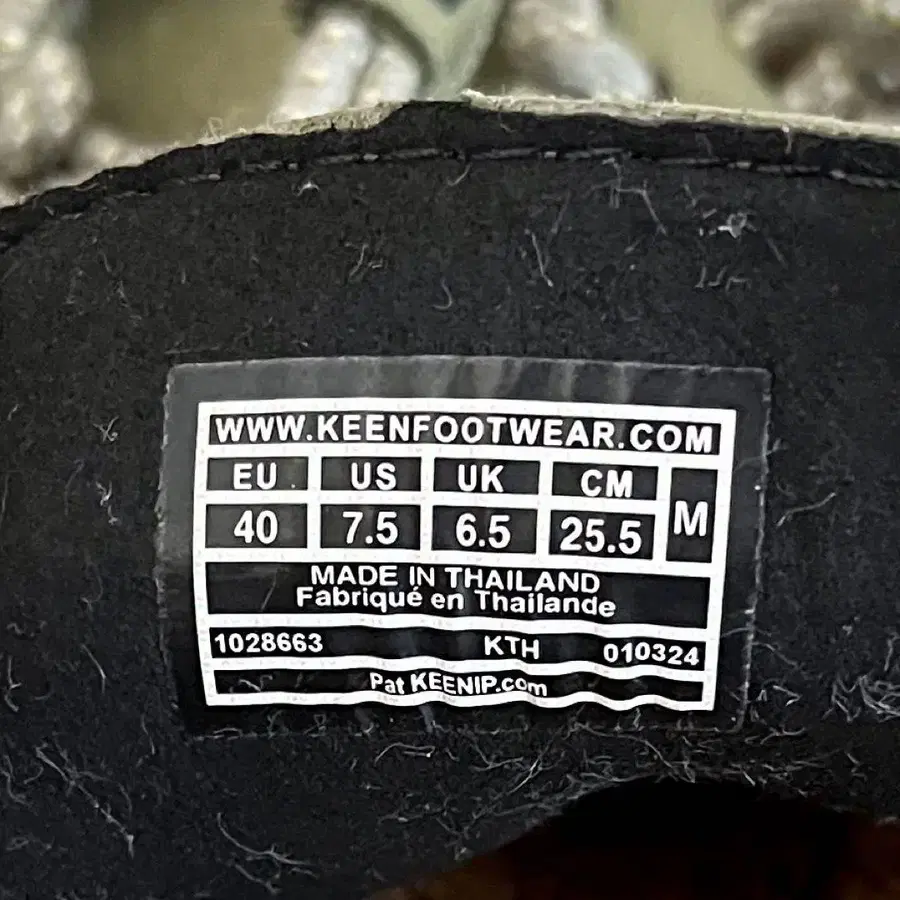 WWW.KEENFOOTWEAR.COM
EU US UK CM M
40 7.5 6.5 25.5
MADE IN THAILAND
Fabriqué en Thailande
1028663 KTH 010324
Pat KEENIP.com